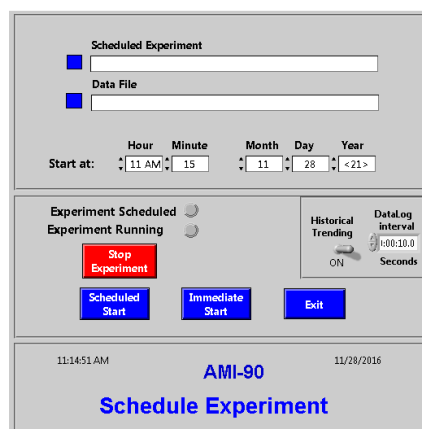 Scheduled Experiment
Data File
Hour Minute Month Day Year
Start at: 11 AM 15 11 28 <21>
Experiment Scheduled
Experiment Running
Historical Trending
DataLog interval
ON
:00:10.0
Seconds
Stop Experiment
Scheduled Start
Immediate Start
Exit
11:14:51 AM 11/28/2016
AMI-90
Schedule Experiment